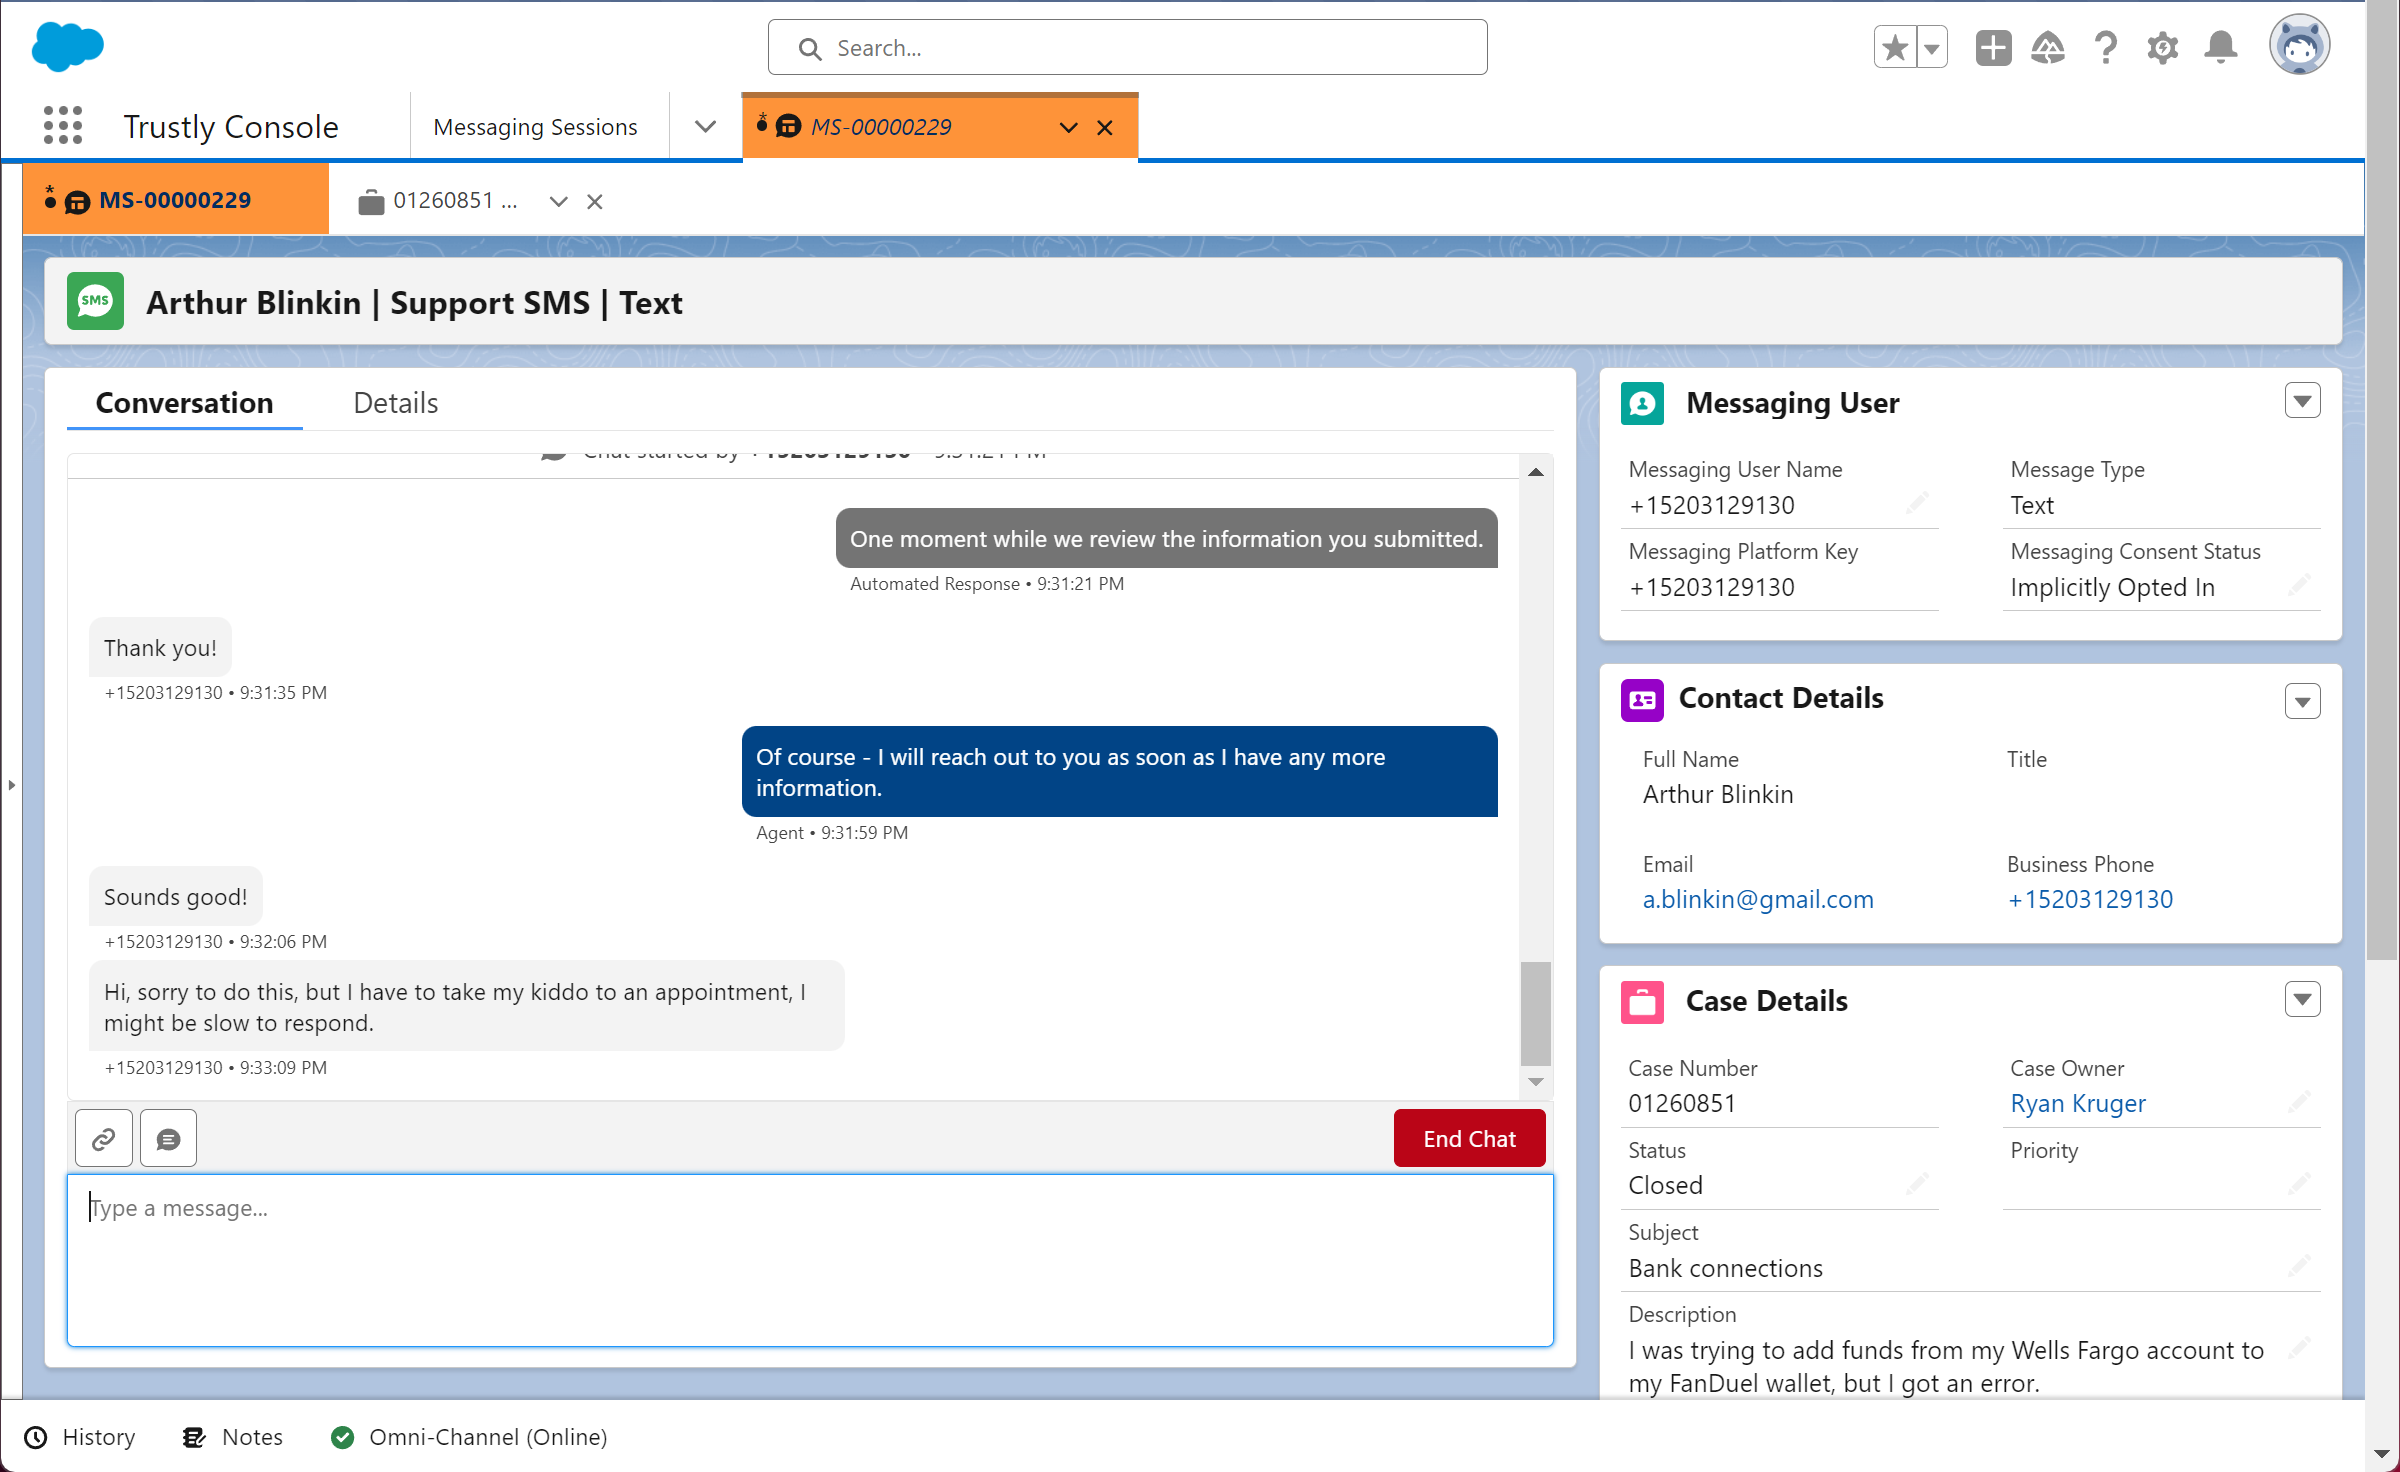 Search...
Trustly Console
Messaging Sessions
MS-00000229
MS-00000229
01260851 ...
SMS
Arthur Blinkin | Support SMS | Text
Conversation
Details
Chat started by +15203129130 • 9:31:21 PM
One moment while we review the information you submitted.
Automated Response • 9:31:21 PM
Thank you!
+15203129130 • 9:31:35 PM
Of course - I will reach out to you as soon as I have any more
information.
Agent • 9:31:59 PM
Sounds good!
+15203129130 • 9:32:06 PM
Hi, sorry to do this, but I have to take my kiddo to an appointment, I
might be slow to respond.
+15203129130 • 9:33:09 PM
End Chat
Type a message...
Messaging User
Messaging User Name
+15203129130
Message Type
Text
Messaging Platform Key
+15203129130
Messaging Consent Status
Implicitly Opted In
Contact Details
Full Name
Arthur Blinkin
Title
Email
a.blinkin@gmail.com
Business Phone
+15203129130
Case Details
Case Number
01260851
Case Owner
Ryan Kruger
Status
Closed
Priority
Subject
Bank connections
Description
I was trying to add funds from my Wells Fargo account to
my FanDuel wallet, but I got an error.
History
Notes
Omni-Channel (Online)